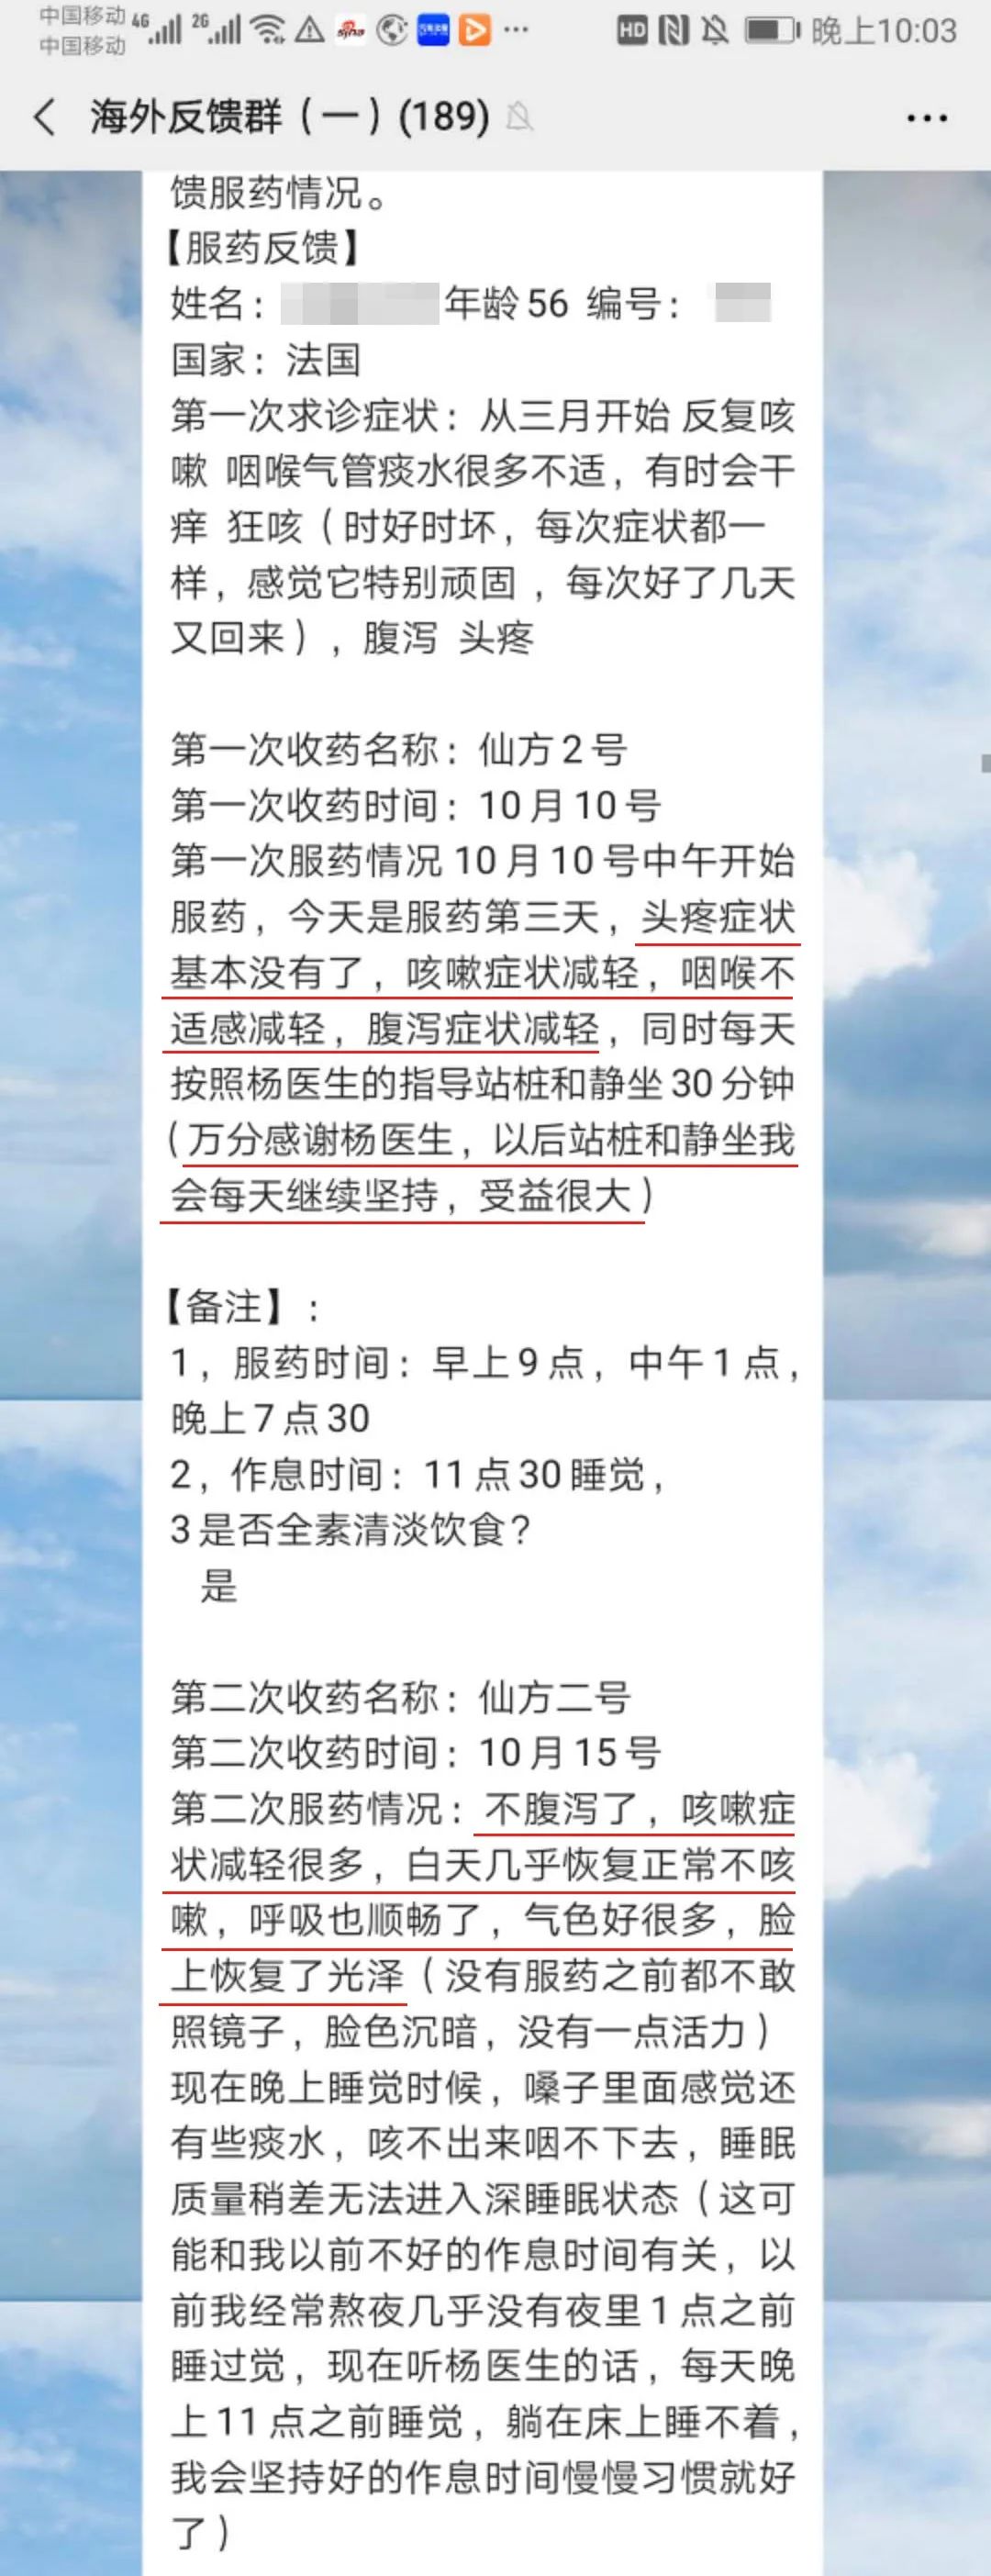 中国移动 4G 2G HD 晚上10:03
中国移动
海外反馈群（一）(189)
馈服药情况。
【服药反馈】
姓名： 年龄56 编号：
国家：法国
第一次求诊症状：从三月开始 反复咳
嗽 咽喉气管痰水很多不适，有时会干
痒 狂咳（时好时坏，每次症状都一
样，感觉它特别顽固 ，每次好了几天
又回来），腹泻 头疼
第一次收药名称：仙方2号
第一次收药时间：10月10号
第一次服药情况10月10号中午开始
服药，今天是服药第三天，头疼症状
基本没有了，咳嗽症状减轻，咽喉不
适感减轻，腹泻症状减轻，同时每天
按照杨医生的指导站桩和静坐30分钟
（万分感谢杨医生，以后站桩和静坐我
会每天继续坚持，受益很大）
【备注】：
1，服药时间：早上9点，中午1点，
晚上7点30
2，作息时间：11点30睡觉，
3是否全素清淡饮食？
是
第二次收药名称：仙方二号
第二次收药时间：10月15号
第二次服药情况：不腹泻了，咳嗽症
状减轻很多，白天几乎恢复正常不咳
嗽，呼吸也顺畅了，气色好很多，脸
上恢复了光泽（没有服药之前都不敢
照镜子，脸色沉暗，没有一点活力）
现在晚上睡觉时候，嗓子里面感觉还
有些痰水，咳不出来咽不下去，睡眠
质量稍差无法进入深睡眠状态（这可
能和我以前不好的作息时间有关，以
前我经常熬夜几乎没有夜里1点之前
睡过觉，现在听杨医生的话，每天晚
上11点之前睡觉，躺在床上睡不着，
我会坚持好的作息时间慢慢习惯就好
了）